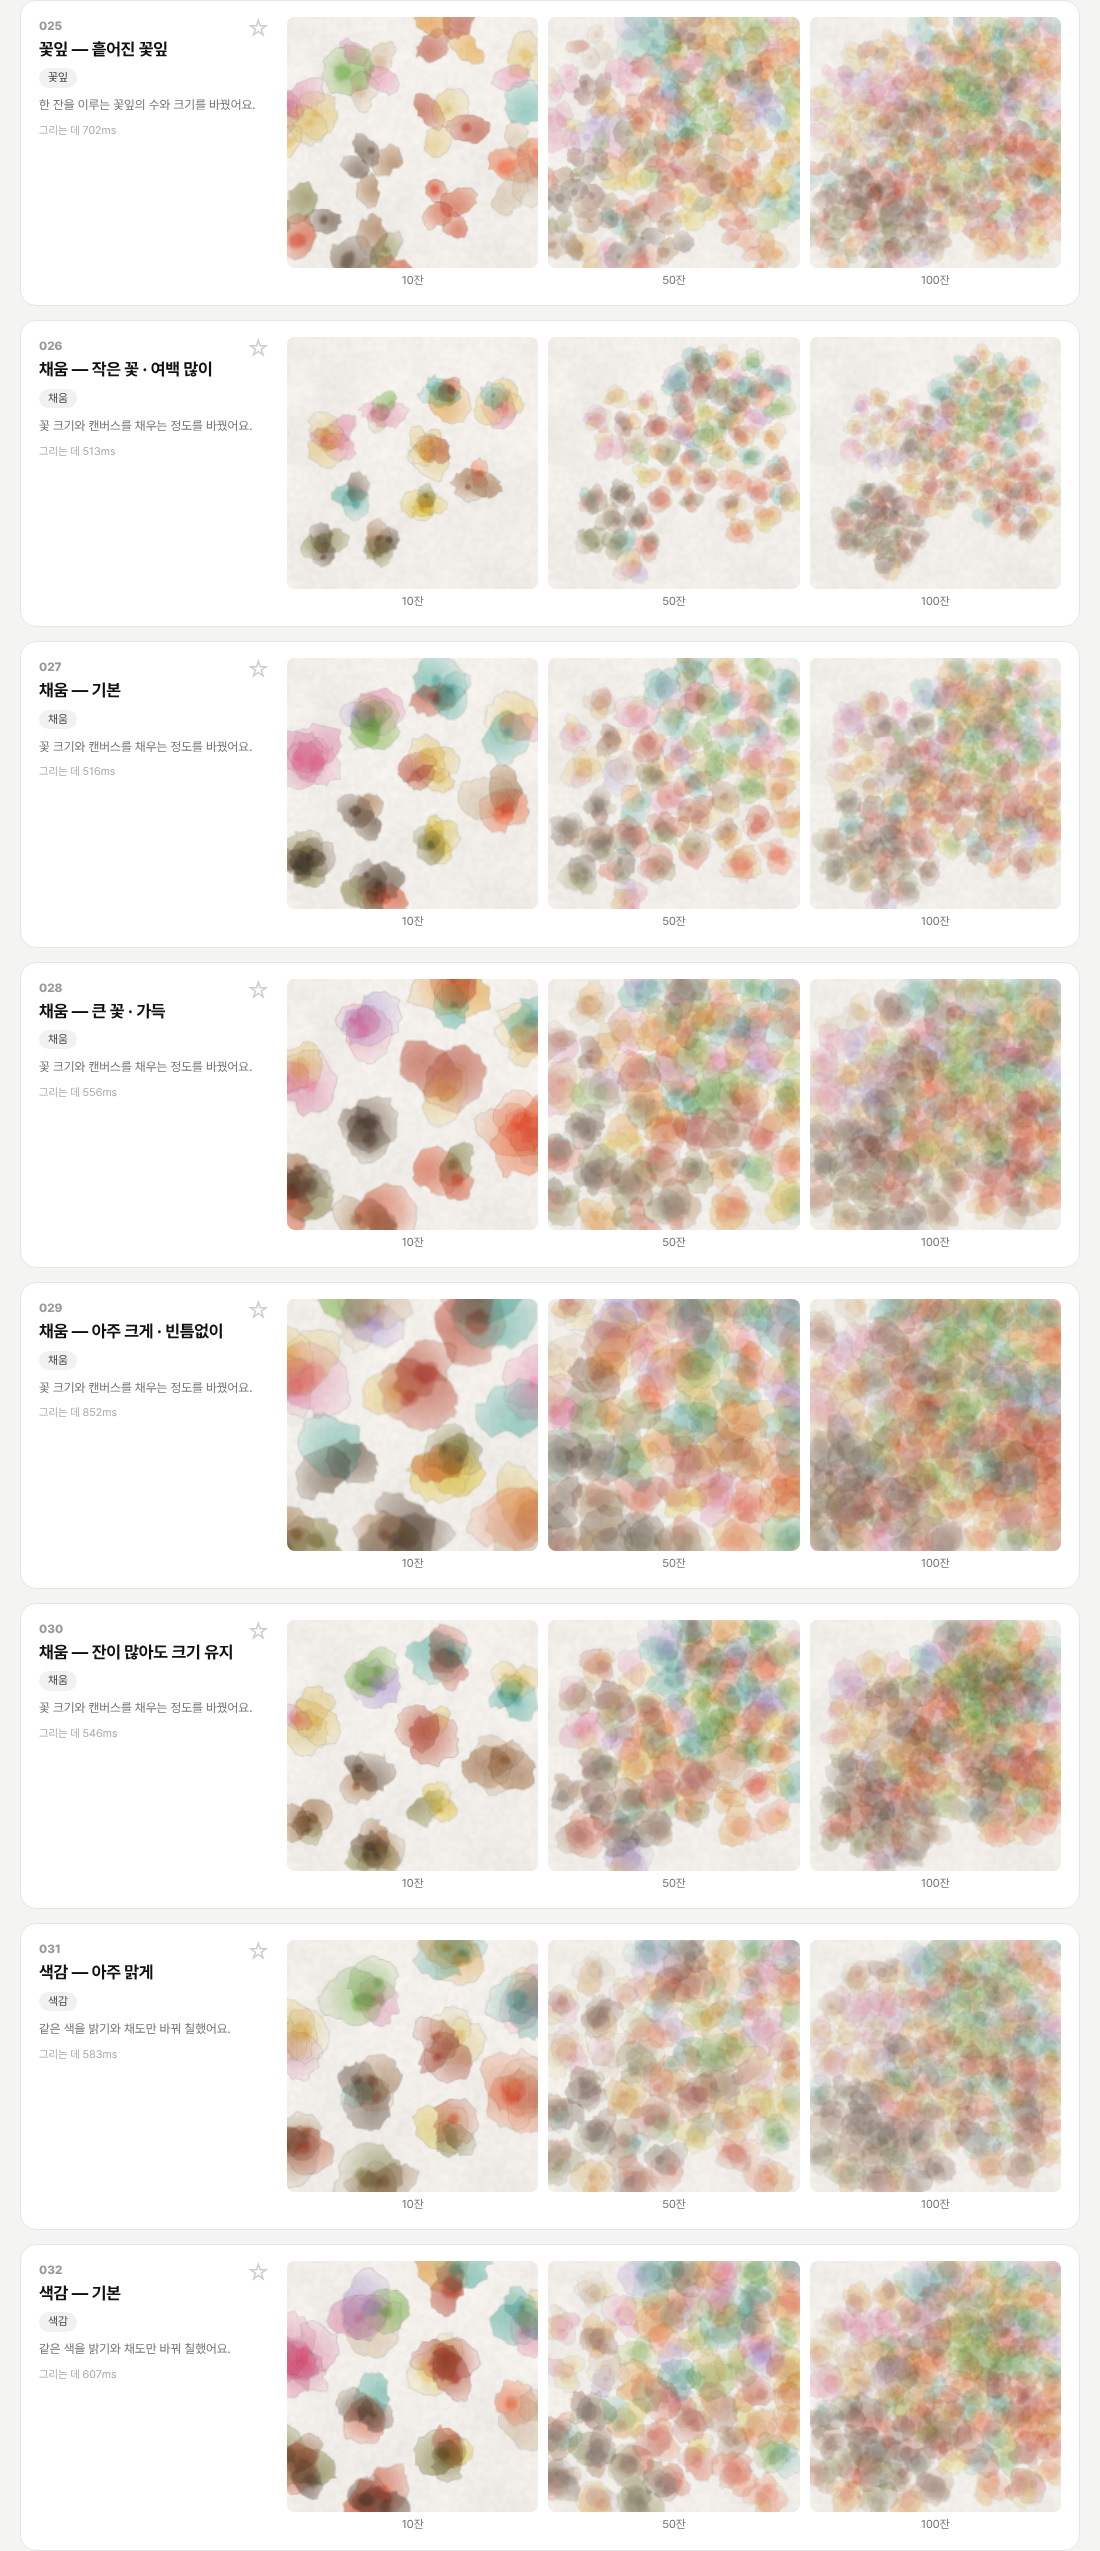 025
꽃잎 — 흩어진 꽃잎
꽃잎
한 잔을 이루는 꽃잎의 수와 크기를 바꿨어요.
그리는 데 702ms
10잔
50잔
100잔
026
채움 — 작은 꽃 · 여백 많이
채움
꽃 크기와 캔버스를 채우는 정도를 바꿨어요.
그리는 데 513ms
10잔
50잔
100잔
027
채움 — 기본
채움
꽃 크기와 캔버스를 채우는 정도를 바꿨어요.
그리는 데 516ms
10잔
50잔
100잔
028
채움 — 큰 꽃 · 가득
채움
꽃 크기와 캔버스를 채우는 정도를 바꿨어요.
그리는 데 556ms
10잔
50잔
100잔
029
채움 — 아주 크게 · 빈틈없이
채움
꽃 크기와 캔버스를 채우는 정도를 바꿨어요.
그리는 데 852ms
10잔
50잔
100잔
030
채움 — 잔이 많아도 크기 유지
채움
꽃 크기와 캔버스를 채우는 정도를 바꿨어요.
그리는 데 546ms
10잔
50잔
100잔
031
색감 — 아주 맑게
색감
같은 색을 밝기와 채도만 바꿔 칠했어요.
그리는 데 583ms
10잔
50잔
100잔
032
색감 — 기본
색감
같은 색을 밝기와 채도만 바꿔 칠했어요.
그리는 데 607ms
10잔
50잔
100잔